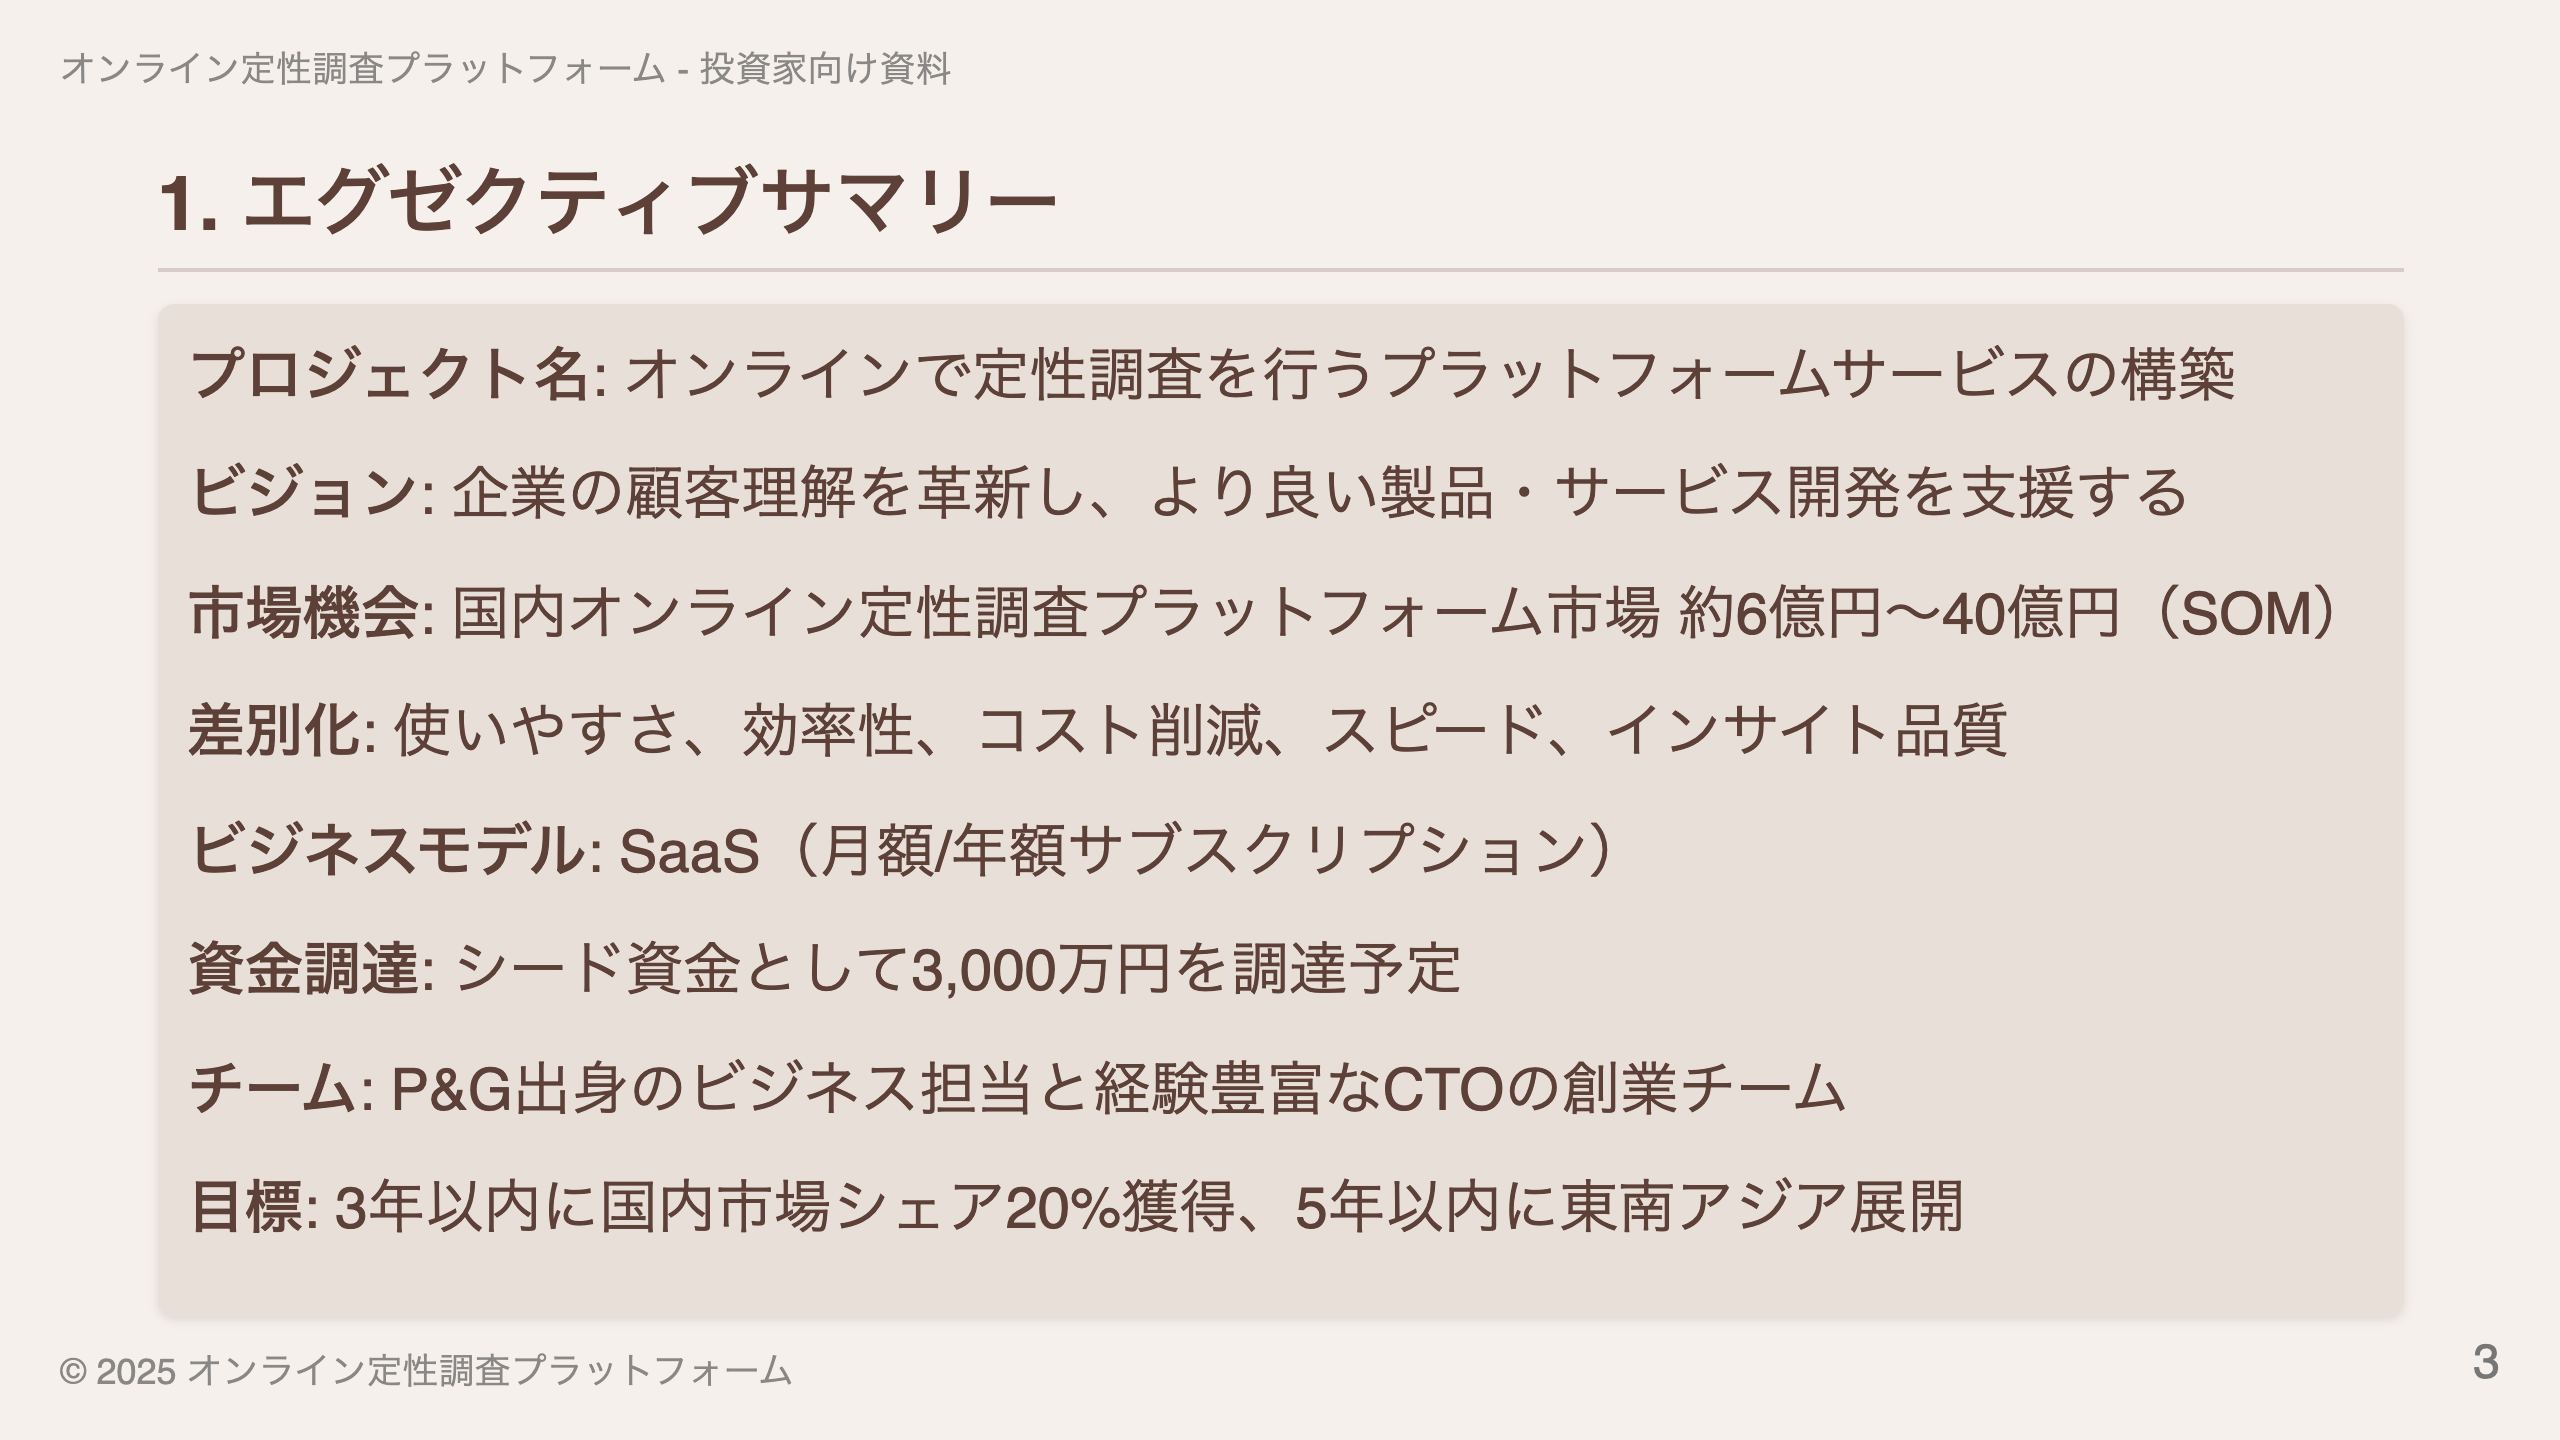 オンライン定性調査プラットフォーム - 投資家向け資料
1. エグゼクティブサマリー
プロジェクト名: オンラインで定性調査を行うプラットフォームサービスの構築
ビジョン: 企業の顧客理解を革新し、より良い製品・サービス開発を支援する
市場機会: 国内オンライン定性調査プラットフォーム市場 約6億円〜40億円（SOM）
差別化: 使いやすさ、効率性、コスト削減、スピード、インサイト品質
ビジネスモデル: SaaS（月額/年額サブスクリプション）
資金調達: シード資金として3,000万円を調達予定
チーム: P&G出身のビジネス担当と経験豊富なCTOの創業チーム
目標: 3年以内に国内市場シェア20%獲得、5年以内に東南アジア展開
© 2025 オンライン定性調査プラットフォーム
3